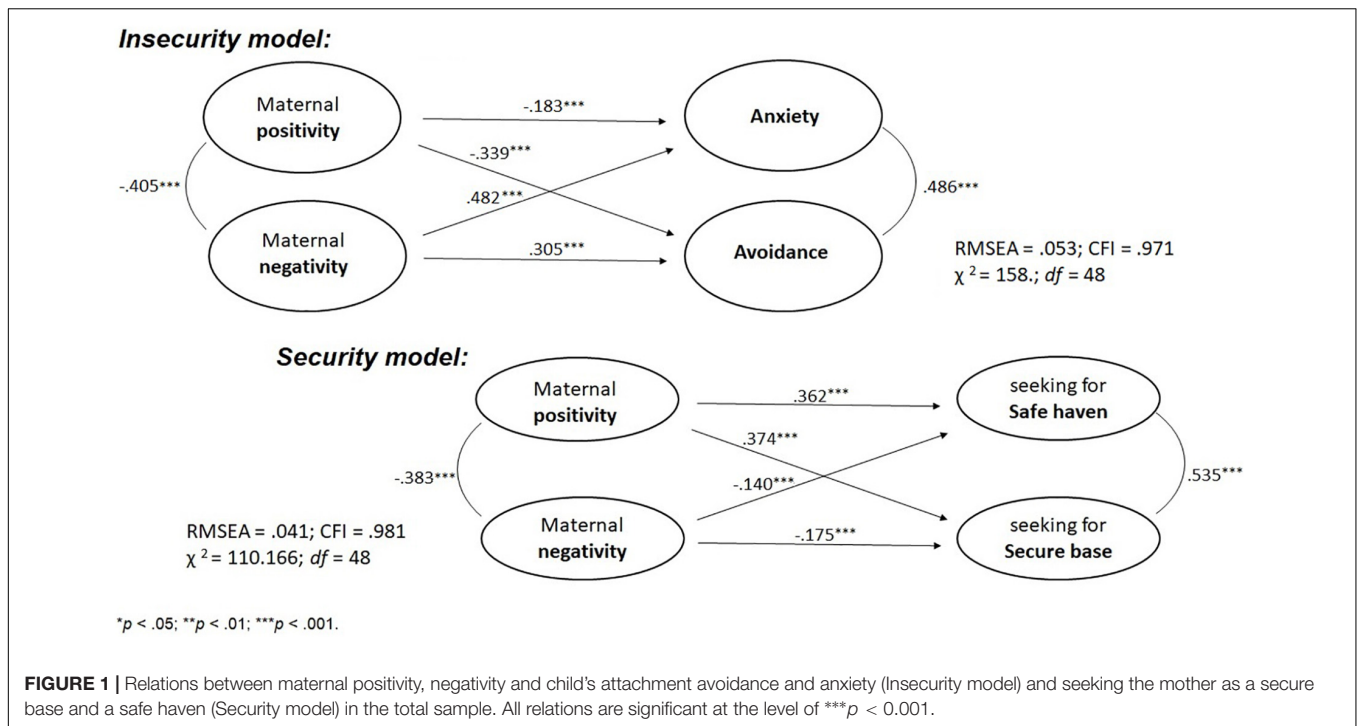 Insecurity model:
Maternal
positivity
-.183***
Anxiety
-.339***
-.405***
.482***
.486***
Maternal
negativity
.305***
Avoidance
RMSEA = .053; CFI = .971
χ 2 = 158.; df = 48
Security model:
Maternal
positivity
.362***
seeking for
Safe haven
.374***
-.383***
-.140***
.535***
Maternal
negativity
-.175***
seeking for
Secure base
RMSEA = .041; CFI = .981
χ 2 = 110.166; df = 48
*p < .05; **p < .01; ***p < .001.
FIGURE 1 | Relations between maternal positivity, negativity and child's attachment avoidance and anxiety (Insecurity model) and seeking the mother as a secure
base and a safe haven (Security model) in the total sample. All relations are significant at the level of ***p < 0.001.